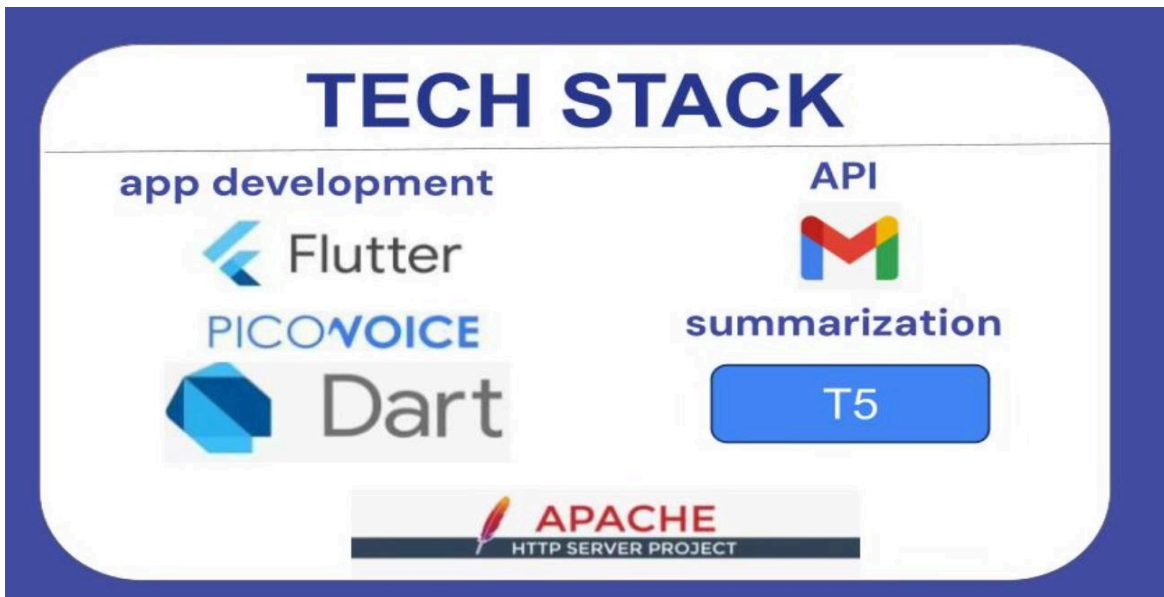 TECH STACK
app development
Flutter
PICOVOICE
Dart
API
summarization
T5
APACHE
HTTP SERVER PROJECT